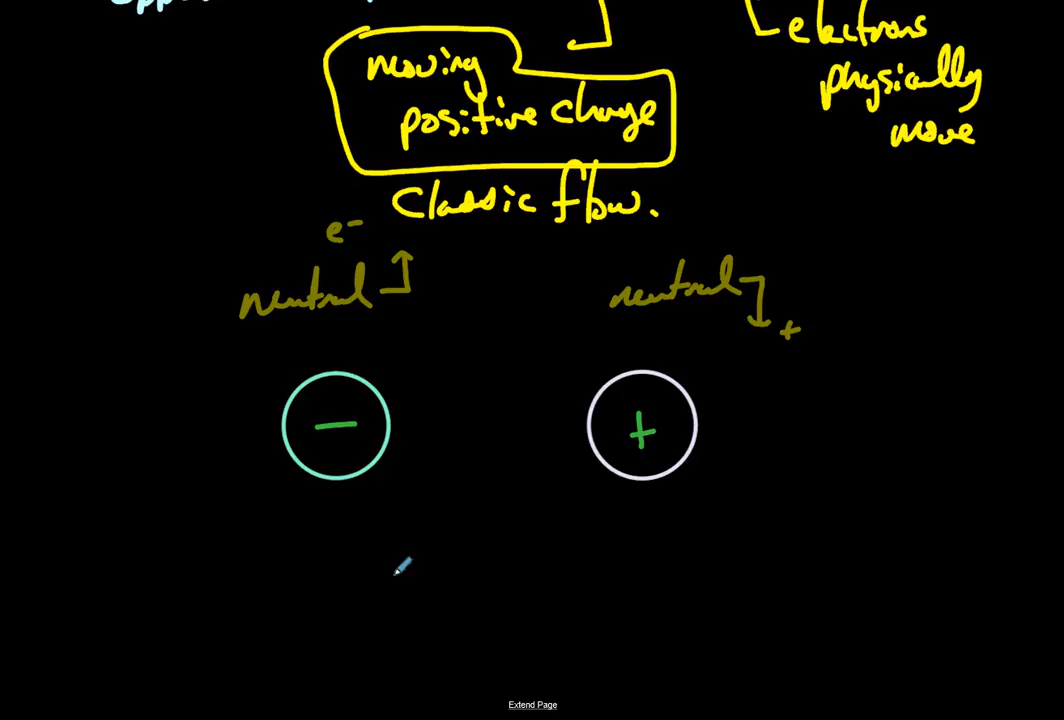 electrons
moving
physically
positive charge
move
Classic flow.
e-
neutral
neutral
+
-
+
Extend Page